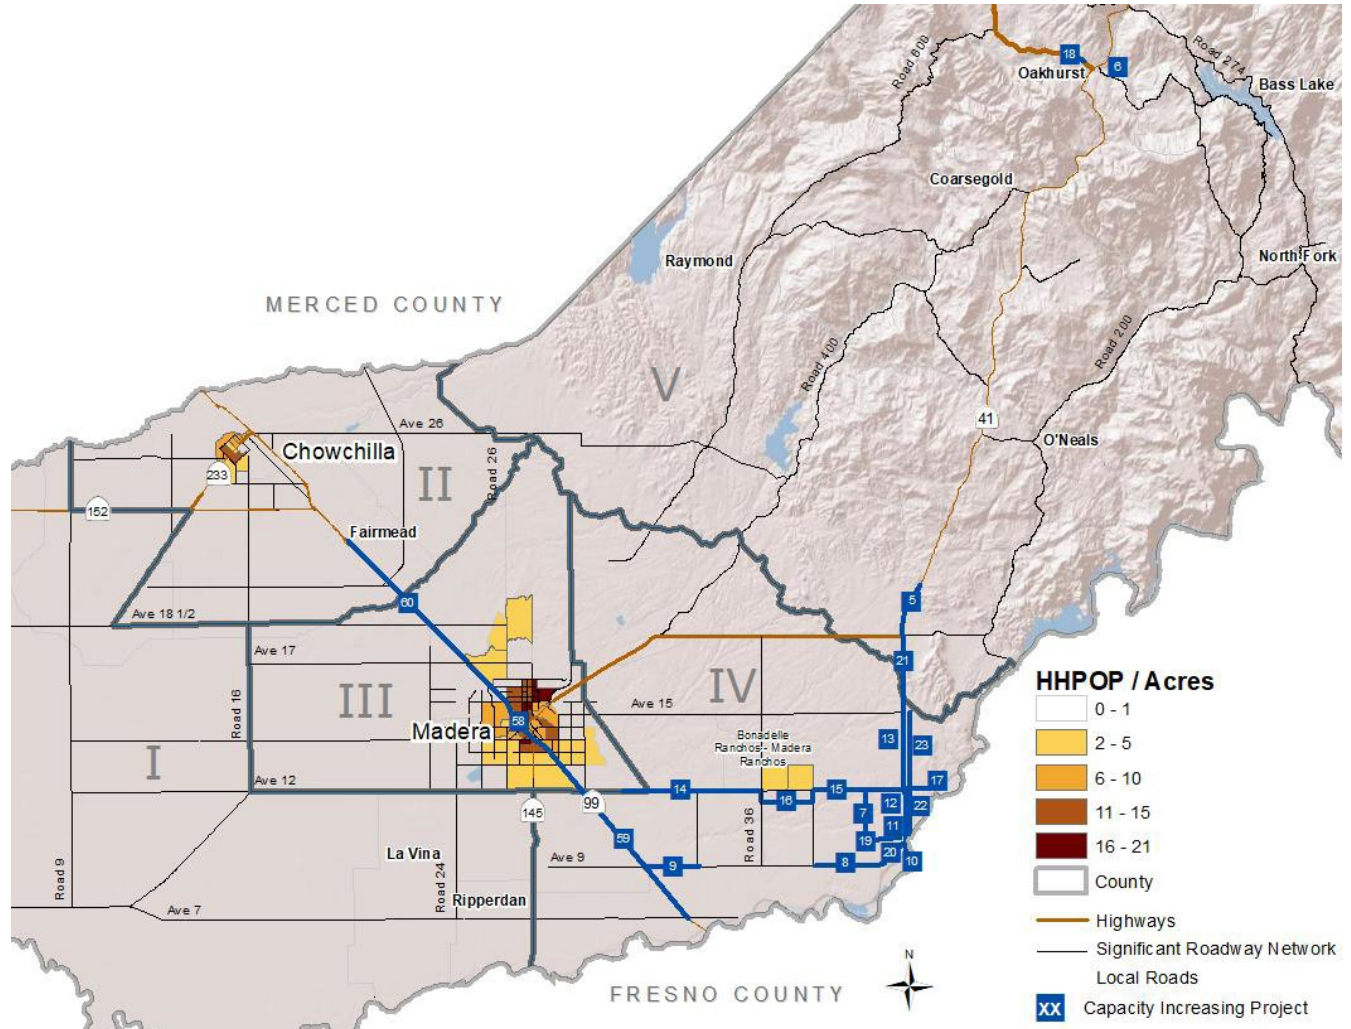 18
6
Oakhurst
Road 600
Road 274
Bass Lake
Coarsegold
Raymond
North Fork
MERCED COUNTY
Road 400
Road 200
V
41
O'Neals
Ave 26
Chowchilla
233
II
Road 26
152
Fairmead
Ave 18 1/2
60
5
Ave 17
21
III
IV
Road 16
Ave 15
58
Madera
Bonadelle
Ranchos - Madera
Ranchos
13
23
I
Ave 12
14
15
17
16
99
145
7
12
22
59
11
19
La Vina
Road 36
20
Ave 9
9
8
10
Road 9
Road 24
Ripperdan
Ave 7
FRESNO COUNTY
N
HHPOP / Acres
0 - 1
2 - 5
6 - 10
11 - 15
16 - 21
County
Highways
Significant Roadway Network
Local Roads
XX Capacity Increasing Project